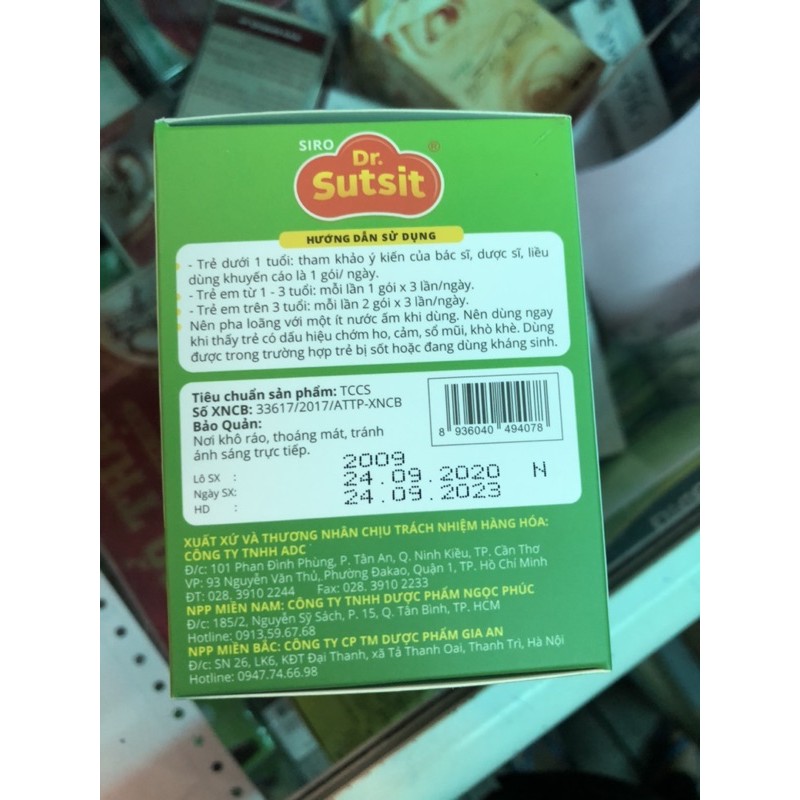 SIRO
Dr.
Sutsit ®
HƯỚNG DẪN SỬ DỤNG
- Trẻ dưới 1 tuổi: tham khảo ý kiến của bác sĩ, dược sĩ, liều
dùng khuyến cáo là 1 gói/ ngày.
- Trẻ em từ 1 - 3 tuổi: mỗi lần 1 gói x 3 lần/ngày.
- Trẻ em trên 3 tuổi: mỗi lần 2 gói x 3 lần/ngày.
Nên pha loãng với một ít nước ấm khi dùng. Nên dùng ngay
khi thấy trẻ có dấu hiệu chớm ho, cảm, sổ mũi, khò khè. Dùng
được trong trường hợp trẻ bị sốt hoặc đang dùng kháng sinh.
Tiêu chuẩn sản phẩm: TCCS
Số XNCB: 33617/2017/ATTP-XNCB
Bảo Quản:
Nơi khô ráo, thoáng mát, tránh
ánh sáng trực tiếp.
8 936040 494078
Lô SX : 2009
Ngày SX: 24.09.2020 N
HD : 24.09.2023
XUẤT XỨ VÀ THƯƠNG NHÂN CHỊU TRÁCH NHIỆM HÀNG HÓA:
CÔNG TY TNHH ADC
Đ/c: 101 Phan Đình Phùng, P. Tân An, Q. Ninh Kiều, TP. Cần Thơ
VP: 93 Nguyễn Văn Thủ, Phường Đakao, Quận 1, TP. Hồ Chí Minh
ĐT: 028. 3910 2244 Fax: 028. 3910 2233
NPP MIỀN NAM: CÔNG TY TNHH DƯỢC PHẨM NGỌC PHÚC
Đ/c: 185/2, Nguyễn Sỹ Sách, P. 15, Q. Tân Bình, TP. HCM
Hotline: 0913.59.67.68
NPP MIỀN BẮC: CÔNG TY CP TM DƯỢC PHẨM GIA AN
Đ/c: SN 26, LK6, KĐT Đại Thanh, xã Tả Thanh Oai, Thanh Trì, Hà Nội
Hotline: 0947.74.66.98